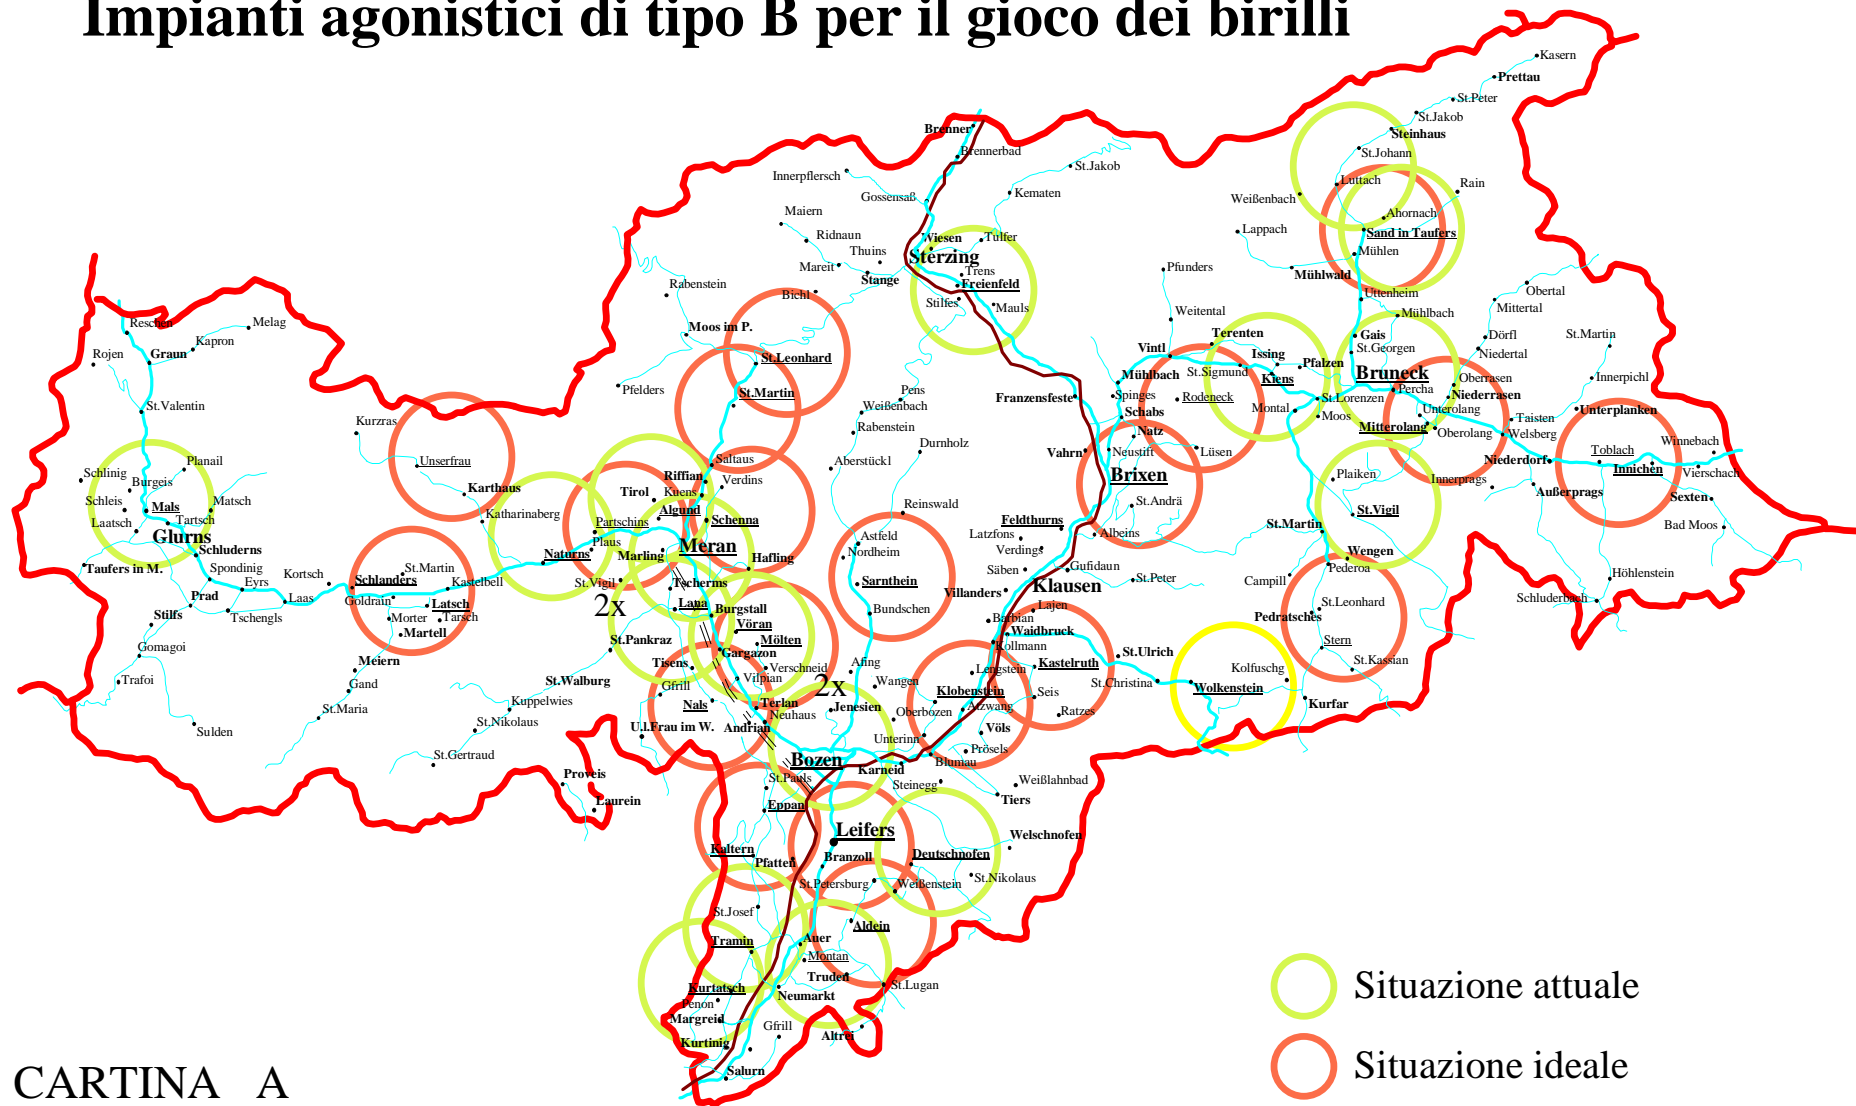 Impianti agonistici di tipo B per il gioco dei birilli
Kasern
Prettau
St.Peter
St.Jakob
Steinhaus
St.Johann
Brenner
Brennerbad
St.Jakob
Innerpflersch
Gossensaß
Kematen
Luttach
Rain
Weißenbach
Maiern
Ahornach
Ridnaun
Wiesen
Tulfer
Lappach
Sand in Taufers
Thuins
Sterzing
Mühlen
Mareit
Stange
Trens
Pfunders
Mühlwald
Rabenstein
Freienfeld
Bichl
Stilfes
Mauls
Uttenheim
Obertal
Mittertal
Reschen
Melag
Moos im P.
Weitental
Mühlbach
Kapron
Terenten
Gais
Dörfl
St.Martin
Rojen
Graun
St.Leonhard
Vintl
Issing
St.Georgen
Niedertal
Pfalzen
St.Sigmund
Kiens
Bruneck
Mühlbach
Oberrasen
Innerpichl
Pfelders
St.Martin
Pens
Franzensfeste
Spinges
Rodeneck
Percha
Niederrasen
St.Valentin
Weißenbach
Schabs
Montal
St.Lorenzen
Unterolang
Unterplanken
Kurzras
Rabenstein
Natz
Moos
Mitterolang
Taisten
Oberolang
Welsberg
Durnholz
Winnebach
Vahrn
Neustift
Lüsen
Toblach
Unserfrau
Saltaus
Aberstückl
Niederdorf
Innichen
Vierschach
Schlinig
Planail
Riffian
Verdins
Brixen
Plaiken
Innerprags
Burgeis
Karthaus
Tirol
Kuens
Außerprags
Sexten
Schleis
Mals
Matsch
Reinswald
St.Andrä
St.Vigil
Laatsch
Tartsch
Katharinaberg
Partschins
Algund
Schenna
Feldthurns
St.Martin
Bad Moos
Glurns
Plaus
Astfeld
Latzfons
Albeins
Schluderns
Naturns
Marling
Meran
Hafling
Nordheim
Verdings
Wengen
Taufers in M.
Spondinig
St.Martin
Säben
Gufidaun
Pederoa
Kortsch
Eyrs
Schlanders
Kastelbell
St.Vigil
Tscherms
Sarnthein
St.Peter
Campill
Höhlenstein
Prad
Laas
Goldrain
Latsch
2x
Lana
Burgstall
Villanders
Klausen
Schluderbach
Stilfs
Tschengls
Morter
Tarsch
Bundschen
Lajen
St.Leonhard
Martell
Vöran
Barbian
Pedratsches
Gomagoi
St.Pankraz
Mölten
Waidbruck
Gargazon
Kollmann
Stern
Meiern
Tisens
Verschneid
Afing
Lengstein
Kastelruth
St.Ulrich
St.Kassian
Trafoi
Gand
St.Walburg
Gfrill
Vilpian
2x
Wangen
St.Christina
Kolfuschg
Wolkenstein
Kuppelwies
Nals
Terlan
Jenesien
Klobenstein
Seis
St.Maria
Neuhaus
Oberbozen
Atzwang
Ratzes
Kurfar
Sulden
St.Nikolaus
U.l.Frau im W.
Andrian
Völs
Unterinn
Prösels
St.Gertraud
Bozen
Karneid
Blumau
Proveis
St.Pauls
Steinegg
Weißlahnbad
Laurein
Eppan
Tiers
Leifers
Welschnofen
Kaltern
Pfatten
Branzoll
Deutschnofen
St.Petersburg
Weißenstein
St.Nikolaus
St.Josef
Aldein
Tramin
Auer
Montan
Truden
St.Lugan
Kurtatsch
Neumarkt
Fenon
Situazione attuale
Margreid
Gfrill
Altrei
Kurtinig
Salurn
Situazione ideale
CARTINA A